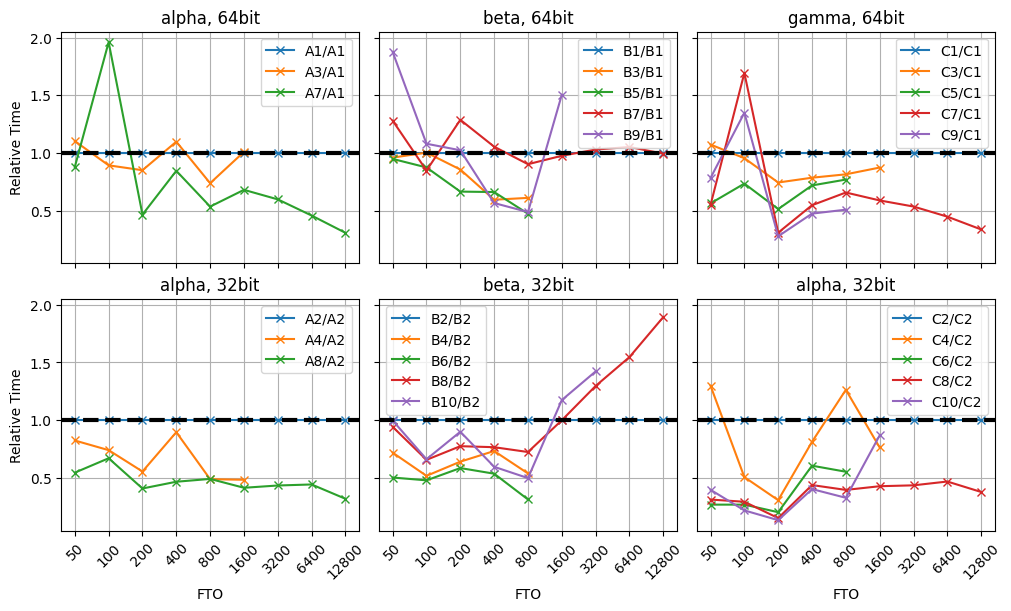 alpha, 64bit
beta, 64bit
gamma, 64bit
2.0
1.5
1.0
0.5
Relative Time
A1/A1
A3/A1
A7/A1
B1/B1
B3/B1
B5/B1
B7/B1
B9/B1
C1/C1
C3/C1
C5/C1
C7/C1
C9/C1
alpha, 32bit
beta, 32bit
alpha, 32bit
2.0
1.5
1.0
0.5
Relative Time
A2/A2
A4/A2
A8/A2
B2/B2
B4/B2
B6/B2
B8/B2
B10/B2
C2/C2
C4/C2
C6/C2
C8/C2
C10/C2
50 100 200 400 800 1600 3200 6400 12800
50 100 200 400 800 1600 3200 6400 12800
50 100 200 400 800 1600 3200 6400 12800
FTO
FTO
FTO